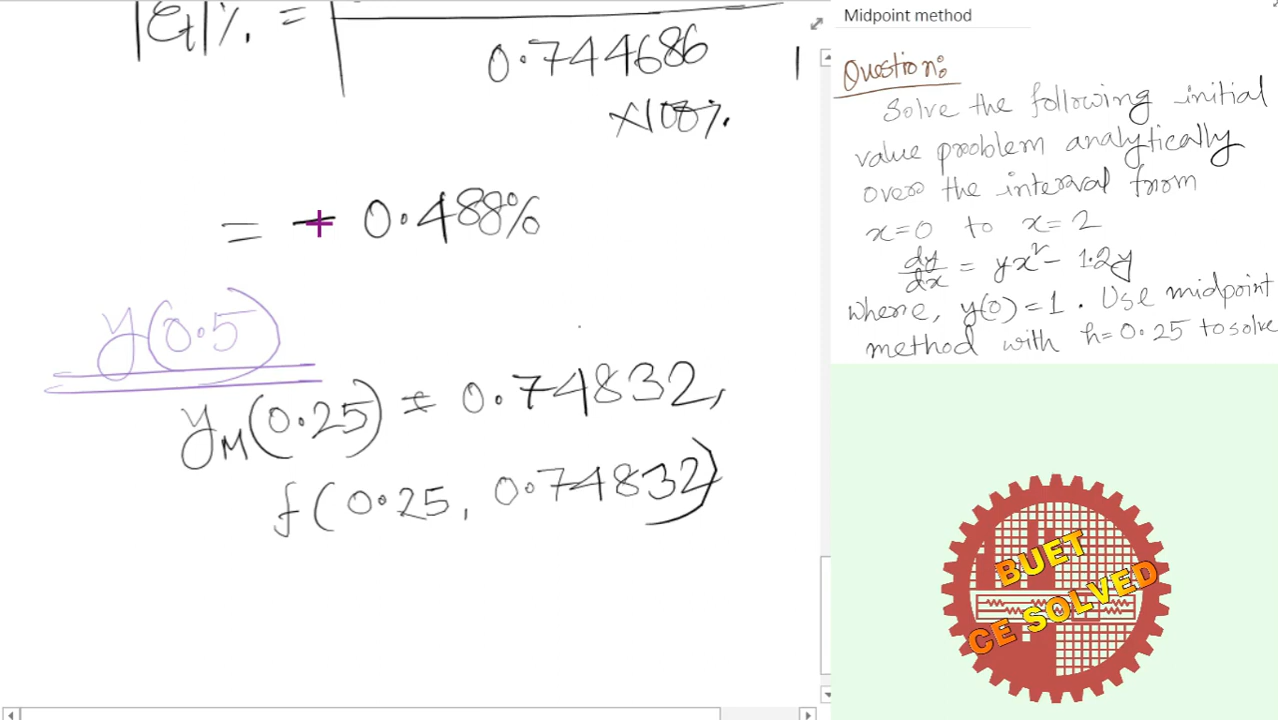 |εt|%. =
0.744686
×100%.
= + 0.488%
y(0.5)
yM(0.25) = 0.74832,
f(0.25, 0.74832)
Midpoint method
Question:
Solve the following initial
value problem analytically
over the interval from
x=0 to x=2
dy/dx = yx² - 1.2y
where, y(0)=1. Use midpoint
method with h=0.25 to solve
BUET
CE SOLVED